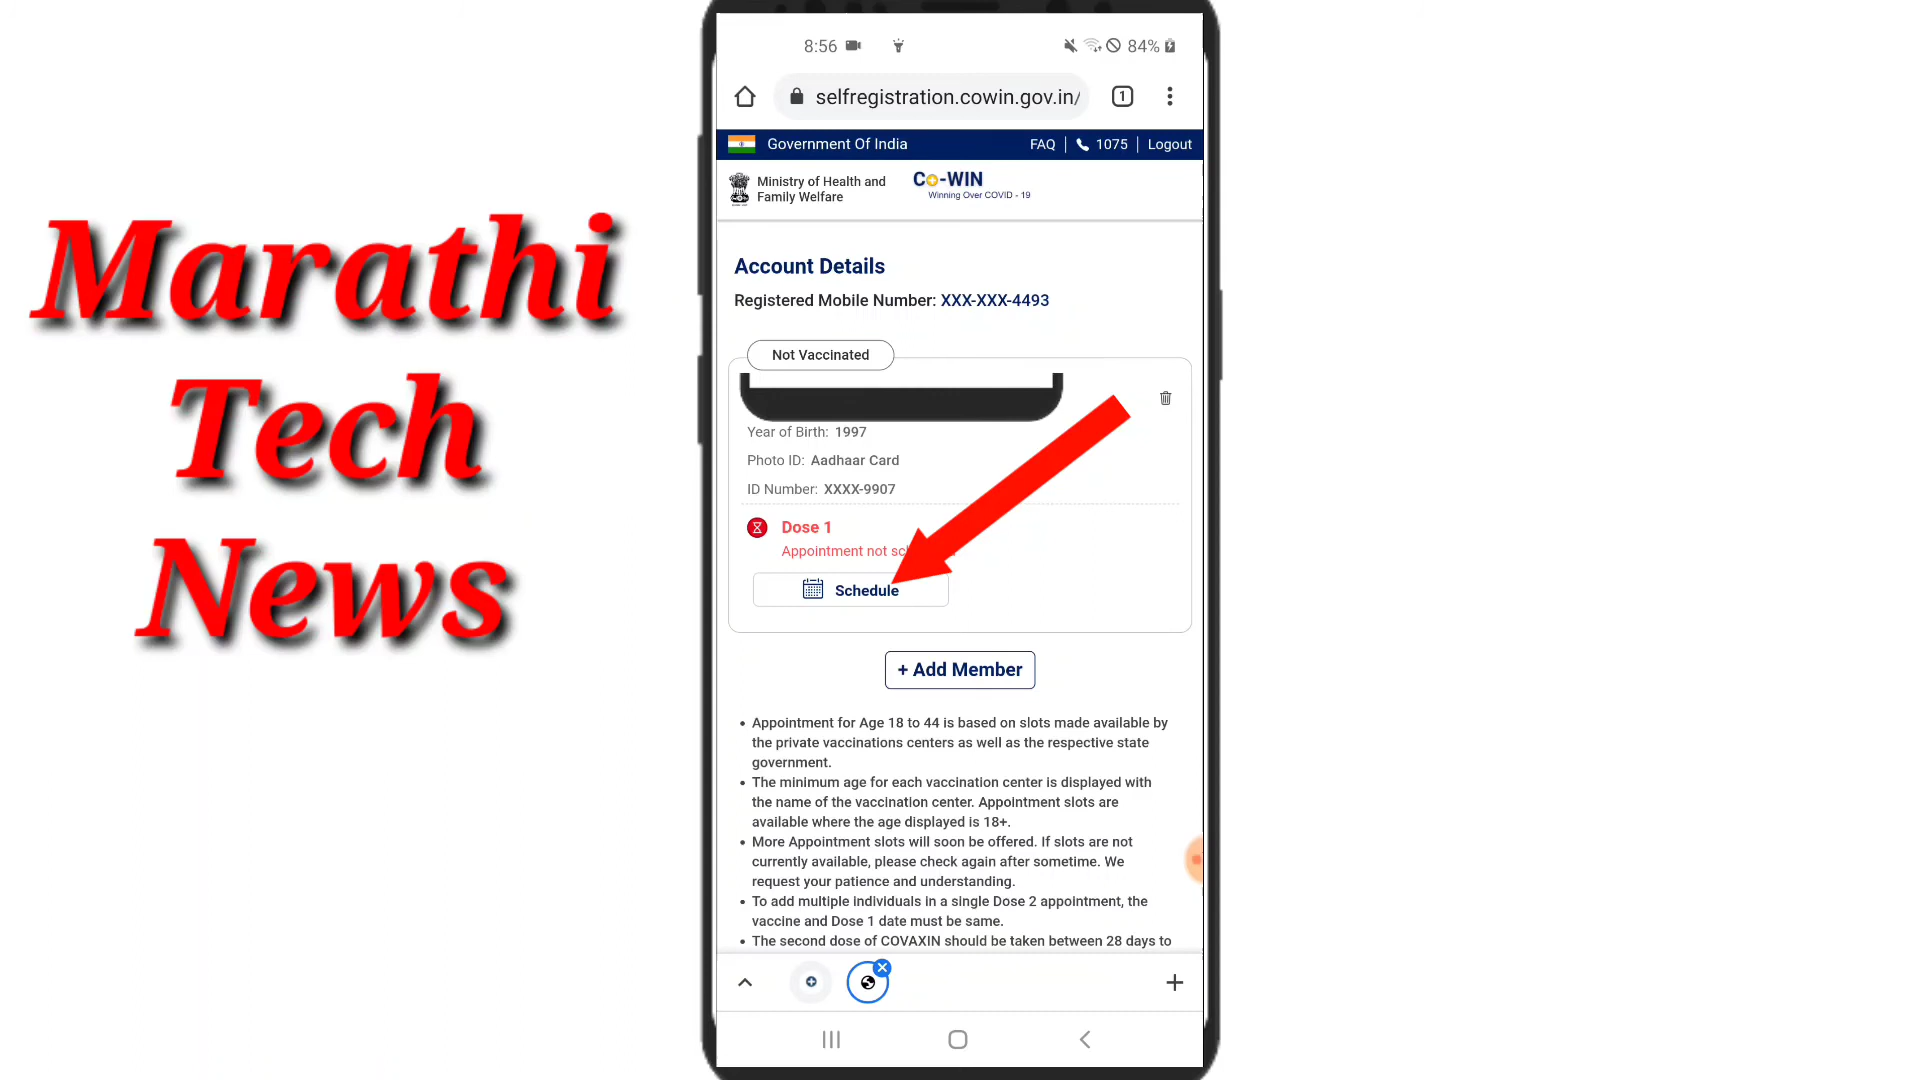 Marathi
Tech
News
8:56
84%
selfregistration.cowin.gov.in/
1
Government Of India
FAQ | 1075 | Logout
Ministry of Health and
Family Welfare
Co-WIN
Winning Over COVID - 19
Account Details
Registered Mobile Number: XXX-XXX-4493
Not Vaccinated
Year of Birth: 1997
Photo ID: Aadhaar Card
ID Number: XXXX-9907
Dose 1
Appointment not
Schedule
+ Add Member
• Appointment for Age 18 to 44 is based on slots made available by
the private vaccinations centers as well as the respective state
government.
• The minimum age for each vaccination center is displayed with
the name of the vaccination center. Appointment slots are
available where the age displayed is 18+.
• More Appointment slots will soon be offered. If slots are not
currently available, please check again after sometime. We
request your patience and understanding.
• To add multiple individuals in a single Dose 2 appointment, the
vaccine and Dose 1 date must be same.
• The second dose of COVAXIN should be taken between 28 days to